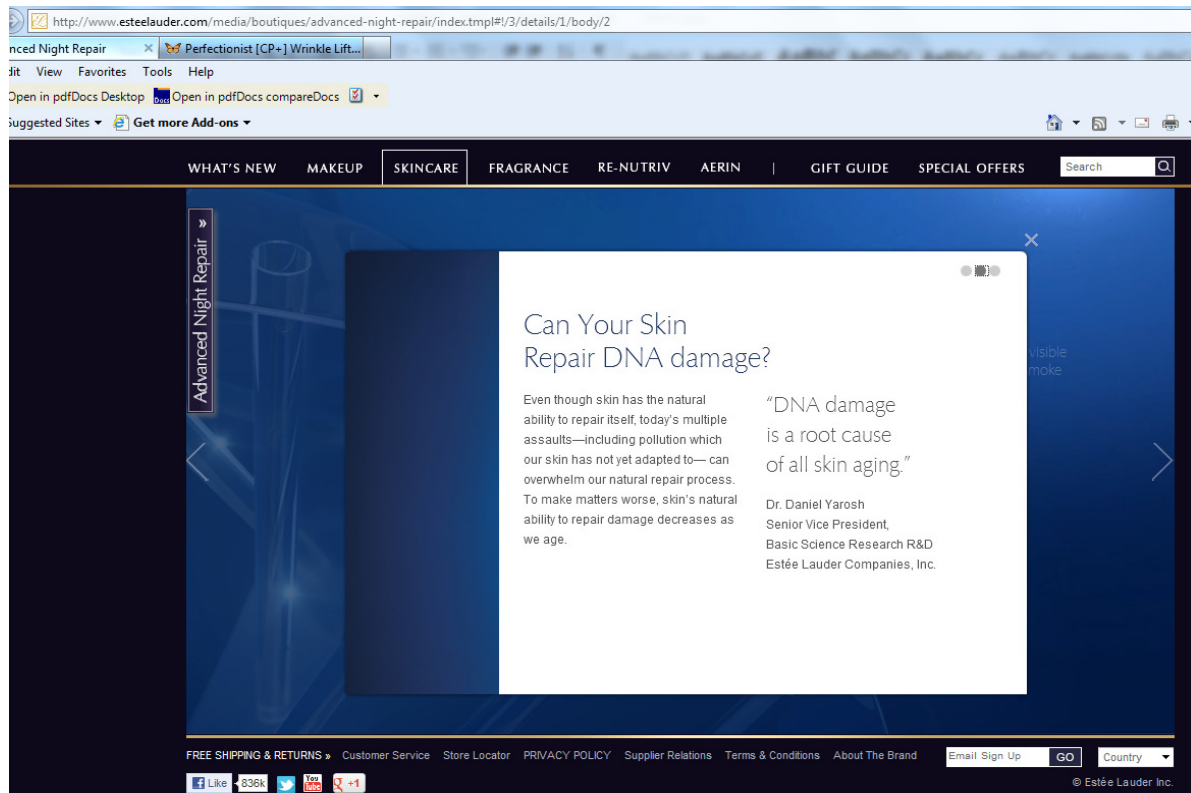 http://www.esteelauder.com/media/boutiques/advanced-night-repair/index.tmpl#!/3/details/1/body/2
nced Night Repair × Perfectionist [CP+] Wrinkle Lift...
dit View Favorites Tools Help
Open in pdfDocs Desktop Docs Open in pdfDocs compareDocs
Suggested Sites Get more Add-ons
WHAT'S NEW MAKEUP SKINCARE FRAGRANCE RE-NUTRIV AERIN | GIFT GUIDE SPECIAL OFFERS Search
Advanced Night Repair »
Can Your Skin
Repair DNA damage?
Even though skin has the natural
ability to repair itself, today's multiple
assaults—including pollution which
our skin has not yet adapted to— can
overwhelm our natural repair process.
To make matters worse, skin's natural
ability to repair damage decreases as
we age.
"DNA damage
is a root cause
of all skin aging."
Dr. Daniel Yarosh
Senior Vice President,
Basic Science Research R&D
Estée Lauder Companies, Inc.
visible
moke
FREE SHIPPING & RETURNS » Customer Service Store Locator PRIVACY POLICY Supplier Relations Terms & Conditions About The Brand Email Sign Up GO Country
Like 836k You Tube +1 © Estée Lauder Inc.